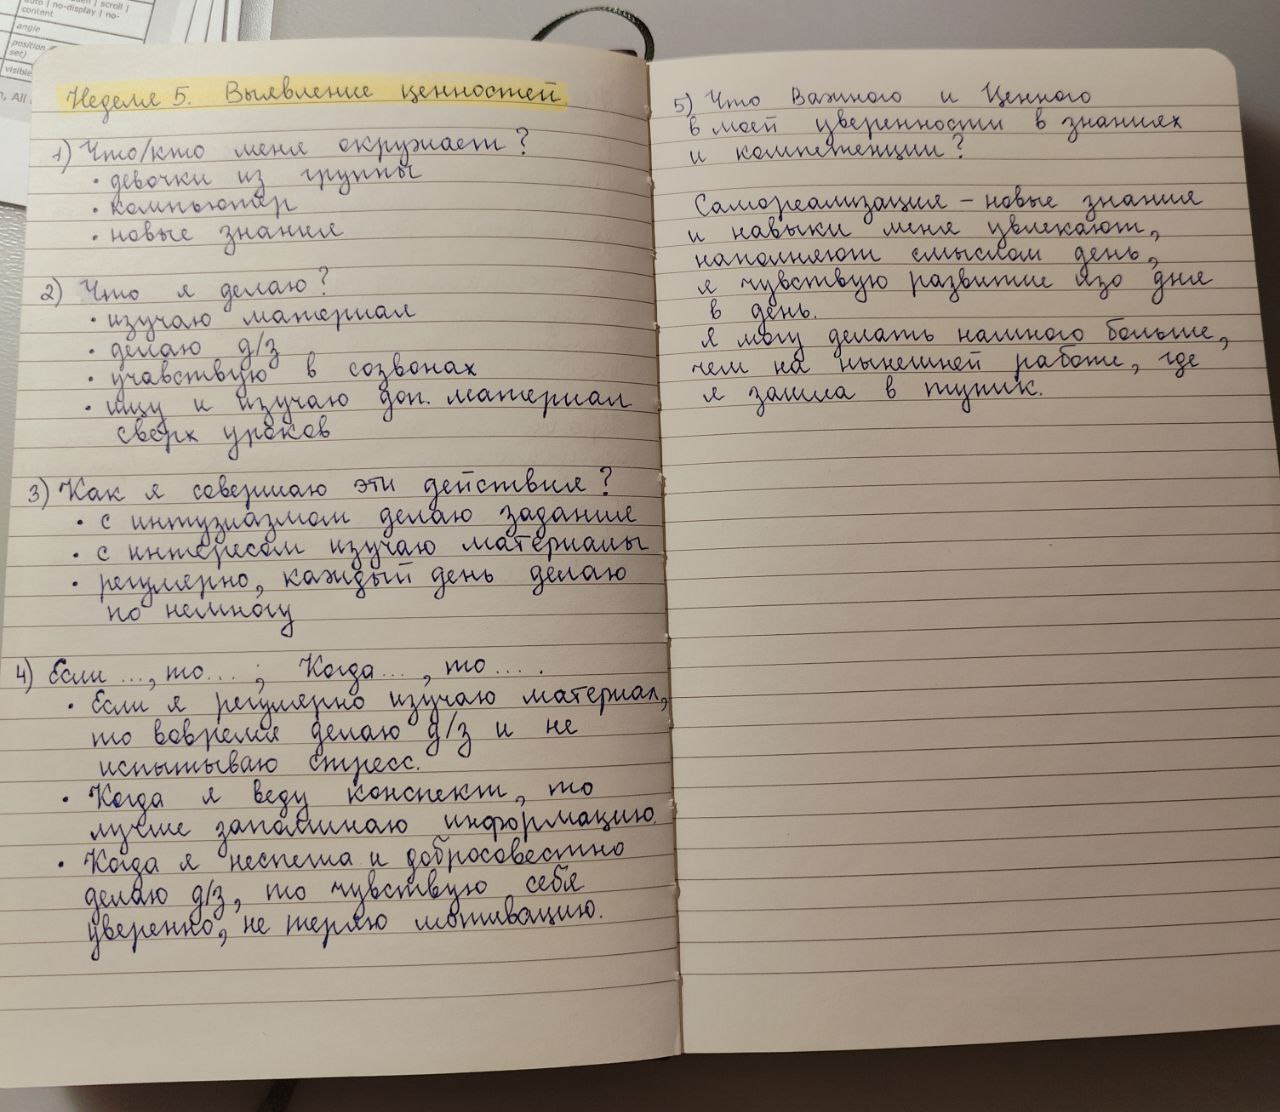 auto | no-display | no-
content
angle
position
set)
visible
All
Неделя 5. Выявление ценностей
1) Что/кто меня окружает?
• девочки из группы
• компьютер
• новые знания
2) Что я делаю?
• изучаю материал
• делаю д/з
• учавствую в созвонах
• ищу и изучаю доп. материал
сверх уроков
3) Как я совершаю эти действия?
• с интузиазмом делаю задания
• с интересом изучаю материалы
• регулярно, каждый день делаю
по немногу
4) Если ..., то... ; Когда ..., то ... .
• Если я регулярно изучаю материал,
то вовремя делаю д/з и не
испытываю стресс.
• Когда я веду конспект, то
лучше запоминаю информацию.
• Когда я неспеша и добросовестно
делаю д/з, то чувствую себя
уверенно, не теряю мотивацию.
5) Что Важного и Ценного
в моей уверенности в знаниях
и компетенции?
Самореализация – новые знания
и навыки меня увлекают,
наполняют смыслом день,
я чувствую развитие изо дня
в день.
Я могу делать намного больше,
чем на нынешней работе, где
я зашла в тупик.